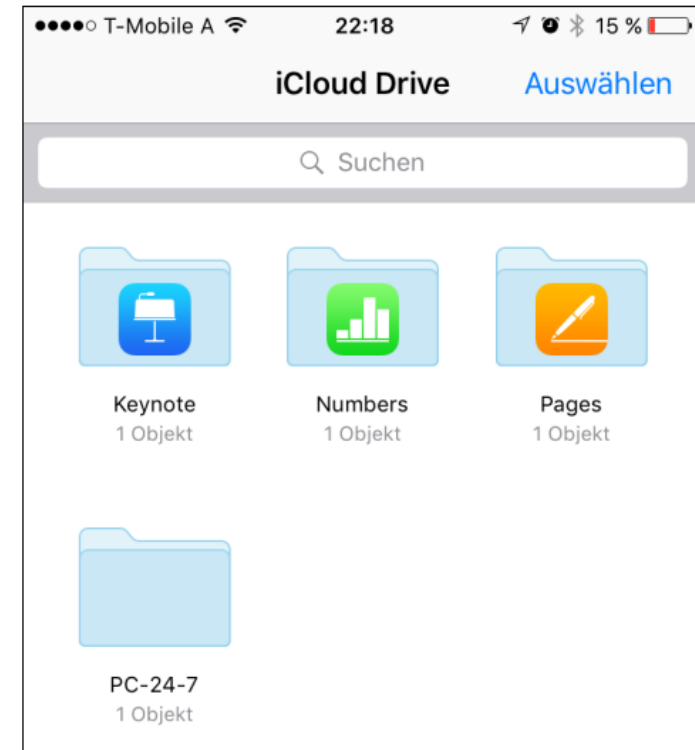 T-Mobile A 22:18 15 %
iCloud Drive Auswählen
Suchen
Keynote Numbers Pages
1 Objekt 1 Objekt 1 Objekt
PC-24-7
1 Objekt